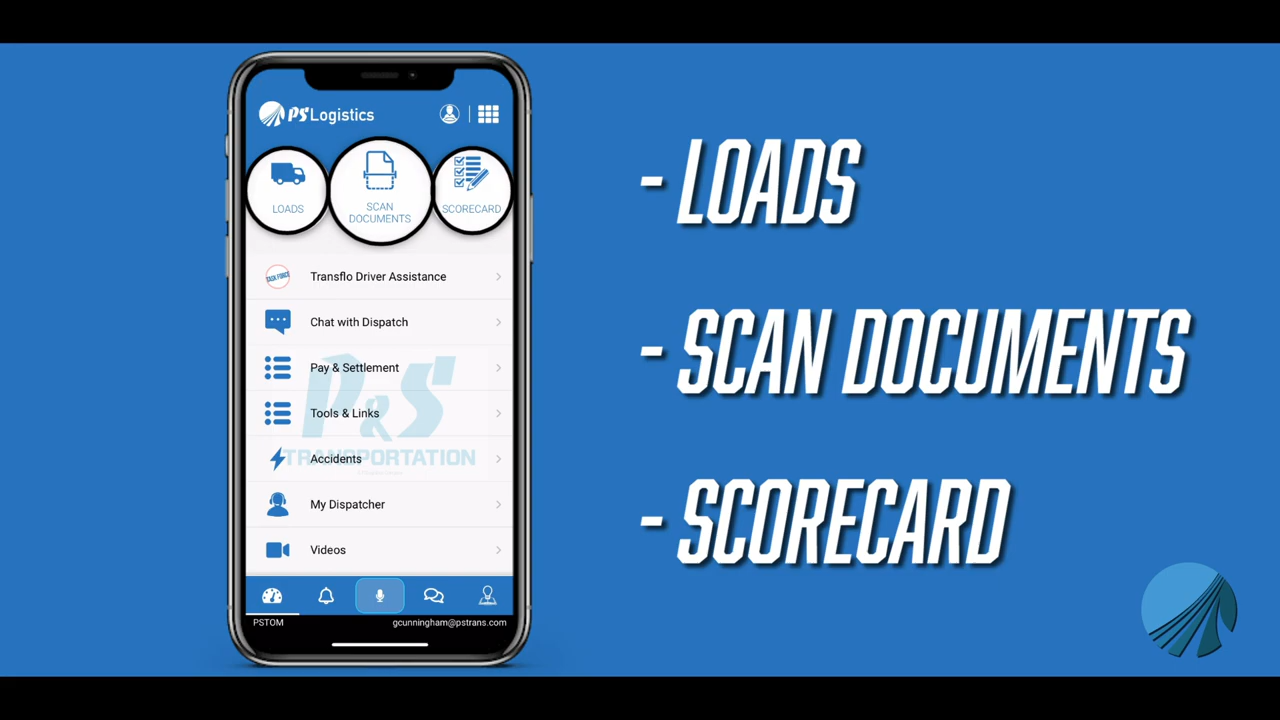 PS Logistics
LOADS
SCAN
DOCUMENTS
SCORECARD
TASK FORCE
Transflo Driver Assistance
Chat with Dispatch
Pay & Settlement
Tools & Links
Accidents
My Dispatcher
Videos
P&S
TRANSPORTATION
PSTOM
gcunningham@pstrans.com
- LOADS
- SCAN DOCUMENTS
- SCORECARD